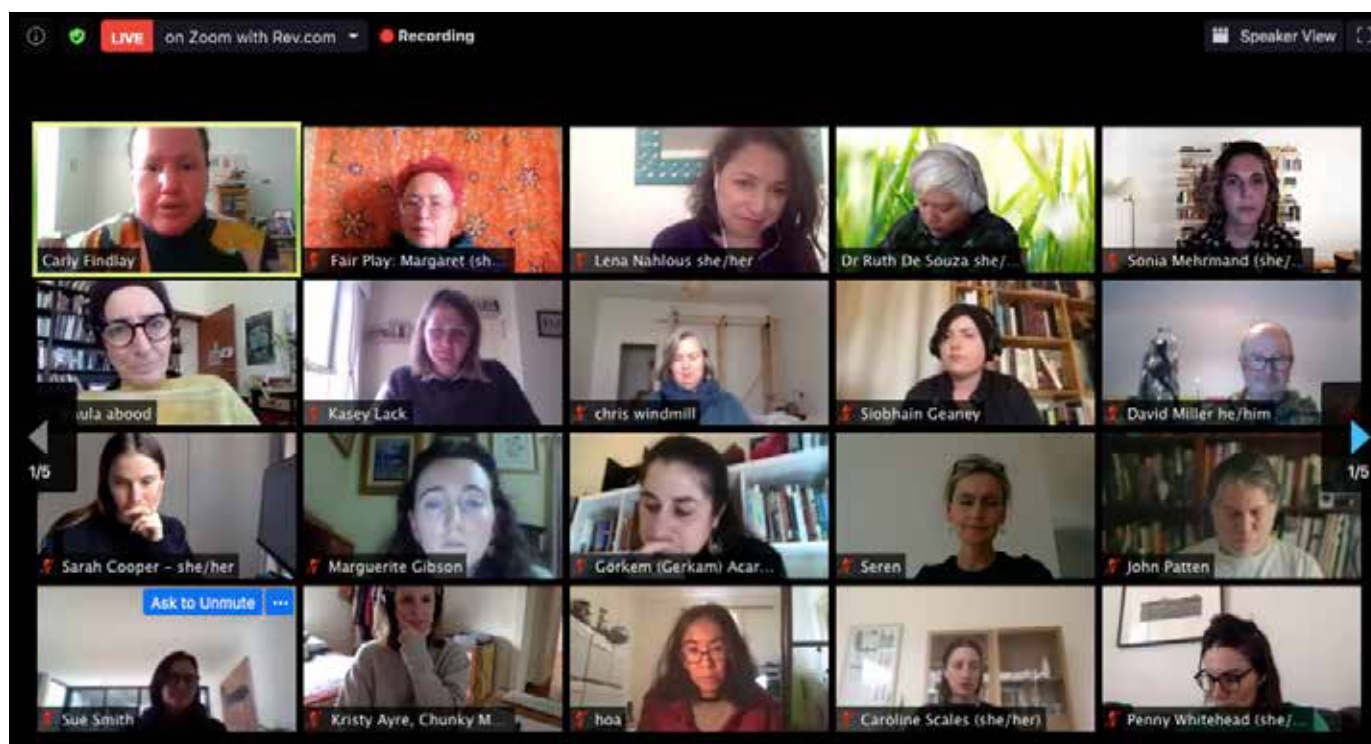 LIVE on Zoom with Rev.com
Recording
Speaker View
Carly Findlay
Fair Play: Margaret (sh...
Lena Nahlous she/her
Dr Ruth De Souza she/...
Sonia Mehrmand (she/...
aula abood
Kasey Lack
chris windmill
Siobhain Geaney
David Miller he/him
1/5
1/5
Sarah Cooper - she/her
Marguerite Gibson
Gorkem (Gerkam) Acar...
Seren
John Patten
Ask to Unmute
Sue Smith
Kristy Ayre, Chunky M...
hoa
Caroline Scales (she/her)
Penny Whitehead (she/...